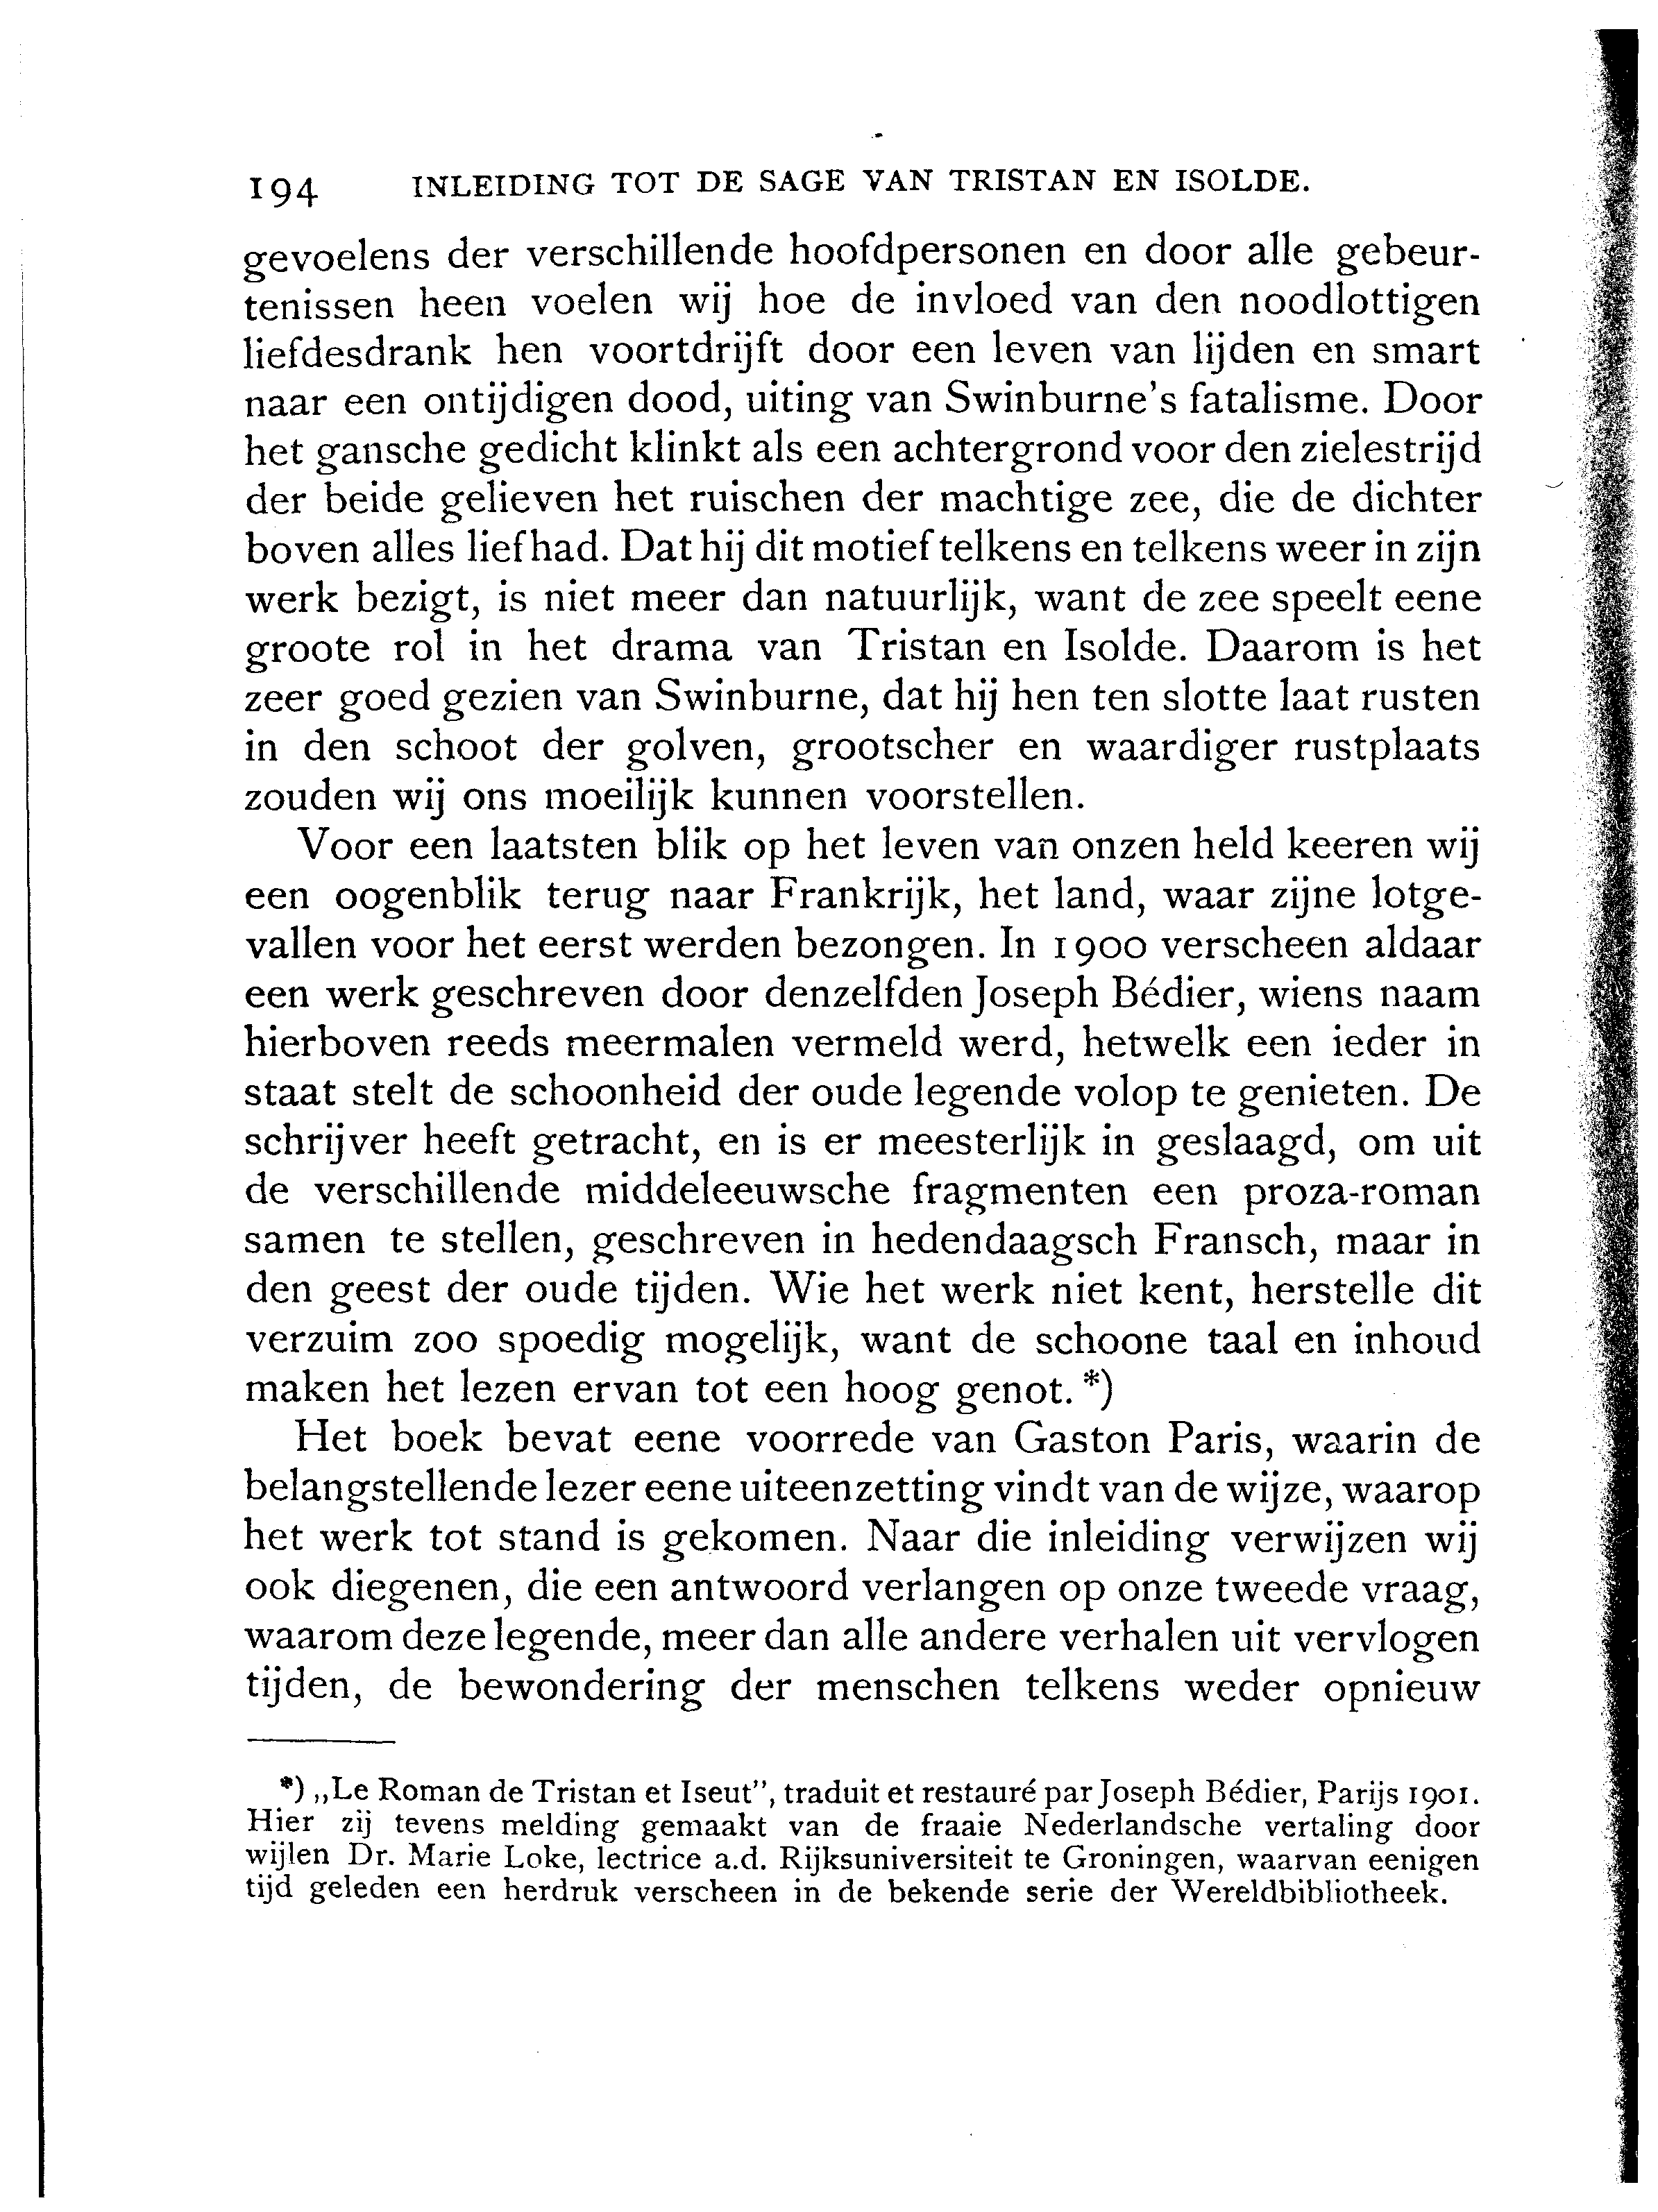 194 INLEIDING TOT DE SAGE VAN TRISTAN EN ISOLDE.
gevoelens der verschillende hoofdpersonen en door alle gebeur-
tenissen heen voelen wij hoe de invloed van den noodlottigen
liefdesdrank hen voortdrijft door een leven van lijden en smart
naar een ontijdigen dood, uiting van Swinburne's fatalisme. Door
het gansche gedicht klinkt als een achtergrond voor den zielestrijd
der beide gelieven het ruischen der machtige zee, die de dichter
boven alles liefhad. Dat hij dit motief telkens en telkens weer in zijn
werk bezigt, is niet meer dan natuurlijk, want de zee speelt eene
groote rol in het drama van Tristan en Isolde. Daarom is het
zeer goed gezien van Swinburne, dat hij hen ten slotte laat rusten
in den schoot der golven, grootscher en waardiger rustplaats
zouden wij ons moeilijk kunnen voorstellen.
Voor een laatsten blik op het leven van onzen held keeren wij
een oogenblik terug naar Frankrijk, het land, waar zijne lotge-
vallen voor het eerst werden bezongen. In 1900 verscheen aldaar
een werk geschreven door denzelfden Joseph Bédier, wiens naam
hierboven reeds meermalen vermeld werd, hetwelk een ieder in
staat stelt de schoonheid der oude legende volop te genieten. De
schrijver heeft getracht, en is er meesterlijk in geslaagd, om uit
de verschillende middeleeuwsche fragmenten een proza-roman
samen te stellen, geschreven in hedendaagsch Fransch, maar in
den geest der oude tijden. Wie het werk niet kent, herstelle dit
verzuim zoo spoedig mogelijk, want de schoone taal en inhoud
maken het lezen ervan tot een hoog genot. *)
Het boek bevat eene voorrede van Gaston Paris, waarin de
belangstellende lezer eene uiteenzetting vindt van de wijze, waarop
het werk tot stand is gekomen. Naar die inleiding verwijzen wij
ook diegenen, die een antwoord verlangen op onze tweede vraag,
waarom deze legende, meer dan alle andere verhalen uit vervlogen
tijden, de bewondering der menschen telkens weder opnieuw
*) „Le Roman de Tristan et Iseut", traduit et restauré par Joseph Bédier, Parijs 1901.
Hier zij tevens melding gemaakt van de fraaie Nederlandsche vertaling door
wijlen Dr. Marie Loke, lectrice a.d. Rijksuniversiteit te Groningen, waarvan eenigen
tijd geleden een herdruk verscheen in de bekende serie der Wereldbibliotheek.